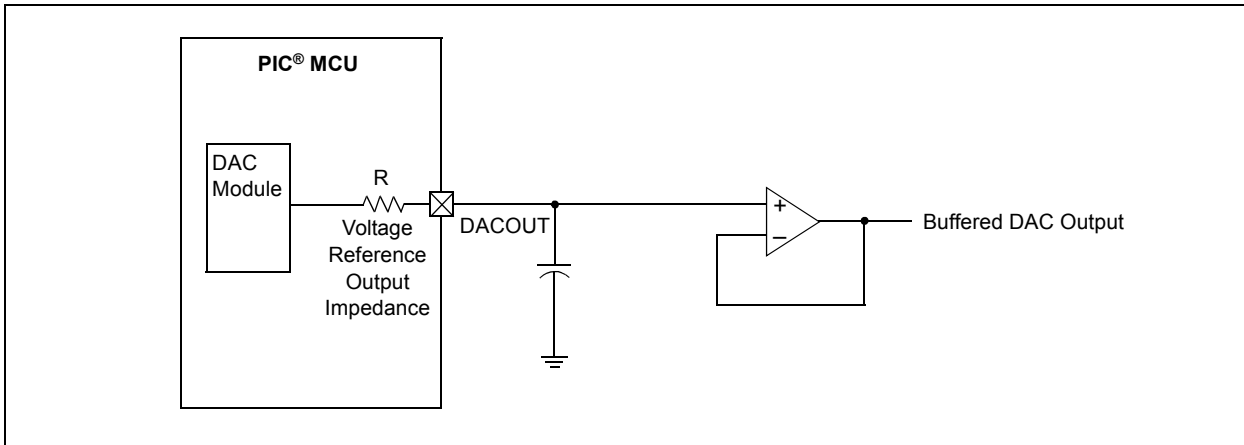 PIC® MCU
DAC
Module
R
Voltage
Reference
Output
Impedance
DACOUT
+
–
Buffered DAC Output